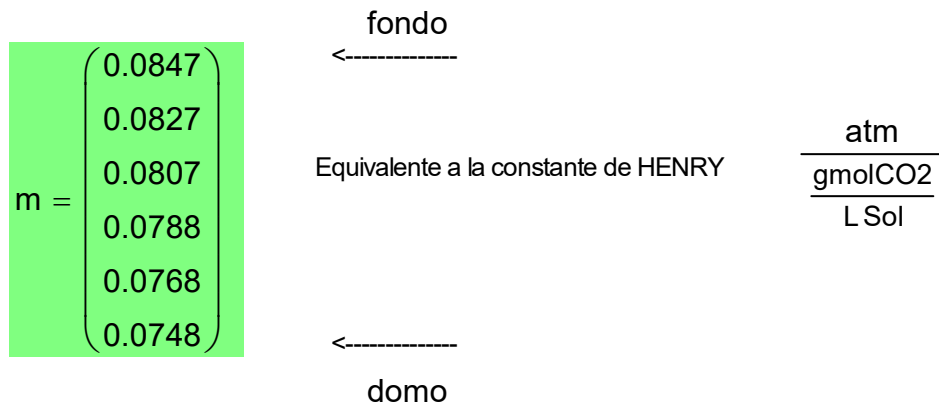 fondo
<--------------
0.0847
0.0827
0.0807
m =
0.0788
0.0768
0.0748
Equivalente a la constante de HENRY
atm
gmolCO2
L Sol
<--------------
domo